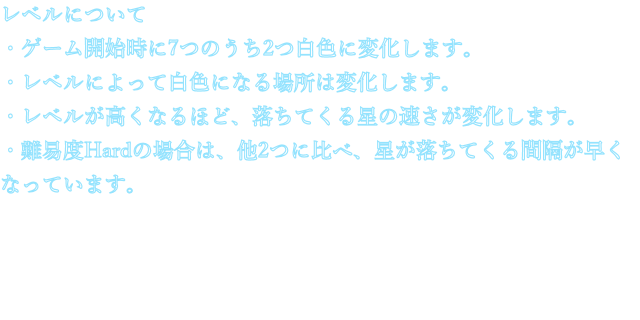 レベルについて
・ゲーム開始時に7つのうち2つ白色に変化します。
・レベルによって白色になる場所は変化します。
・レベルが高くなるほど、落ちてくる星の速さが変化します。
・難易度Hardの場合は、他2つに比べ、星が落ちてくる間隔が早く
なっています。